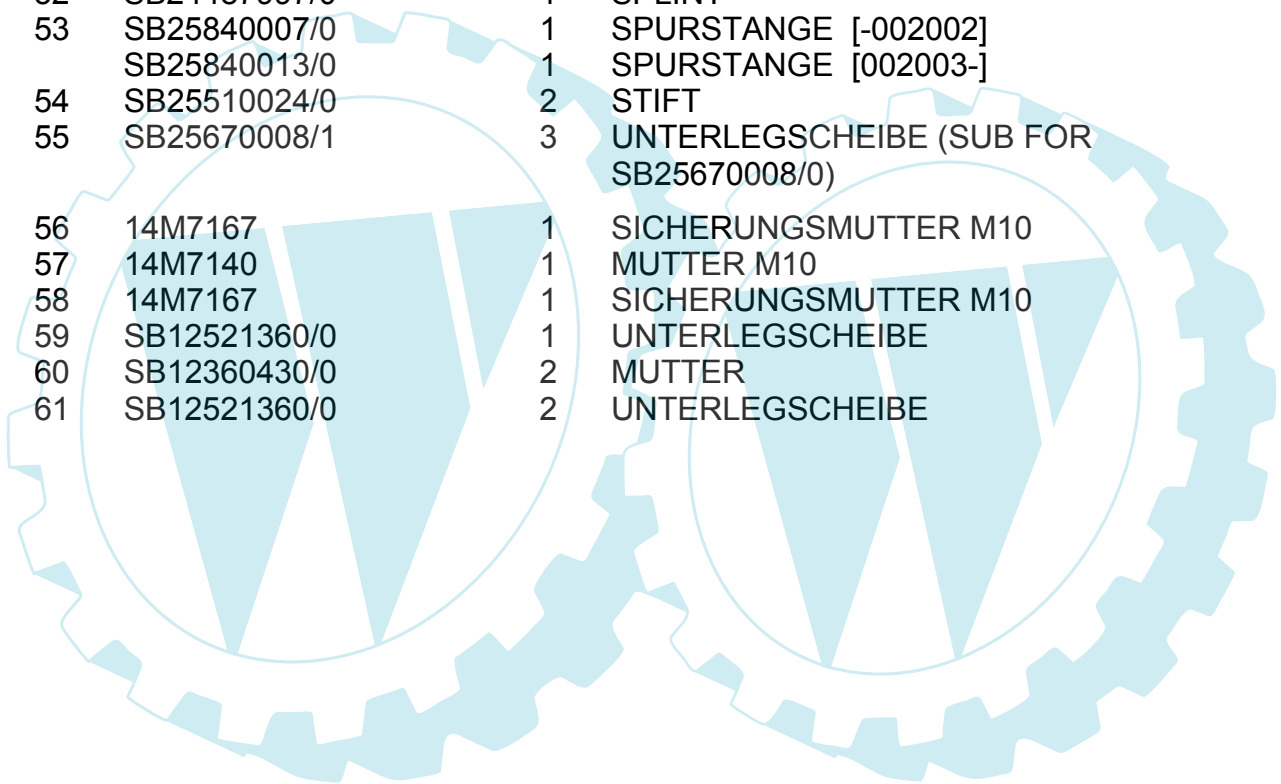 53 SB25840007/0 1 SPURSTANGE [-002002]
SB25840013/0 1 SPURSTANGE [002003-]
54 SB25510024/0 2 STIFT
55 SB25670008/1 3 UNTERLEGSCHEIBE (SUB FOR
SB25670008/0)
56 14M7167 1 SICHERUNGSMUTTER M10
57 14M7140 1 MUTTER M10
58 14M7167 1 SICHERUNGSMUTTER M10
59 SB12521360/0 1 UNTERLEGSCHEIBE
60 SB12360430/0 2 MUTTER
61 SB12521360/0 2 UNTERLEGSCHEIBE